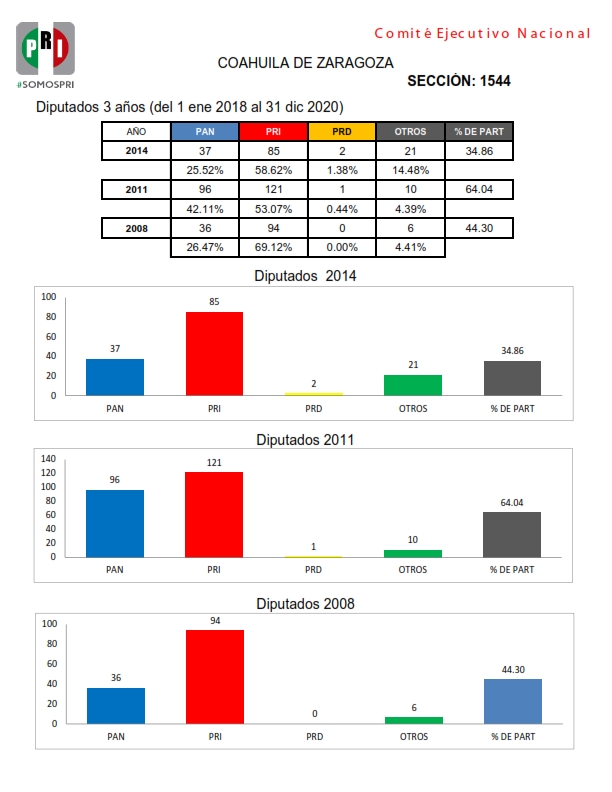 Comité Ejecutivo Nacional
PRI
#SOMOSPRI
COAHUILA DE ZARAGOZA
SECCIÓN: 1544
Diputados 3 años (del 1 ene 2018 al 31 dic 2020)
AÑO PAN PRI PRD OTROS % DE PART
2014 37 85 2 21 34.86
25.52% 58.62% 1.38% 14.48%
2011 96 121 1 10 64.04
42.11% 53.07% 0.44% 4.39%
2008 36 94 0 6 44.30
26.47% 69.12% 0.00% 4.41%
Diputados 2014
100
80
60
40
20
0
37 85 2 21 34.86
PAN PRI PRD OTROS % DE PART
Diputados 2011
140
120
100
80
60
40
20
0
96 121 1 10 64.04
PAN PRI PRD OTROS % DE PART
Diputados 2008
100
80
60
40
20
0
36 94 0 6 44.30
PAN PRI PRD OTROS % DE PART